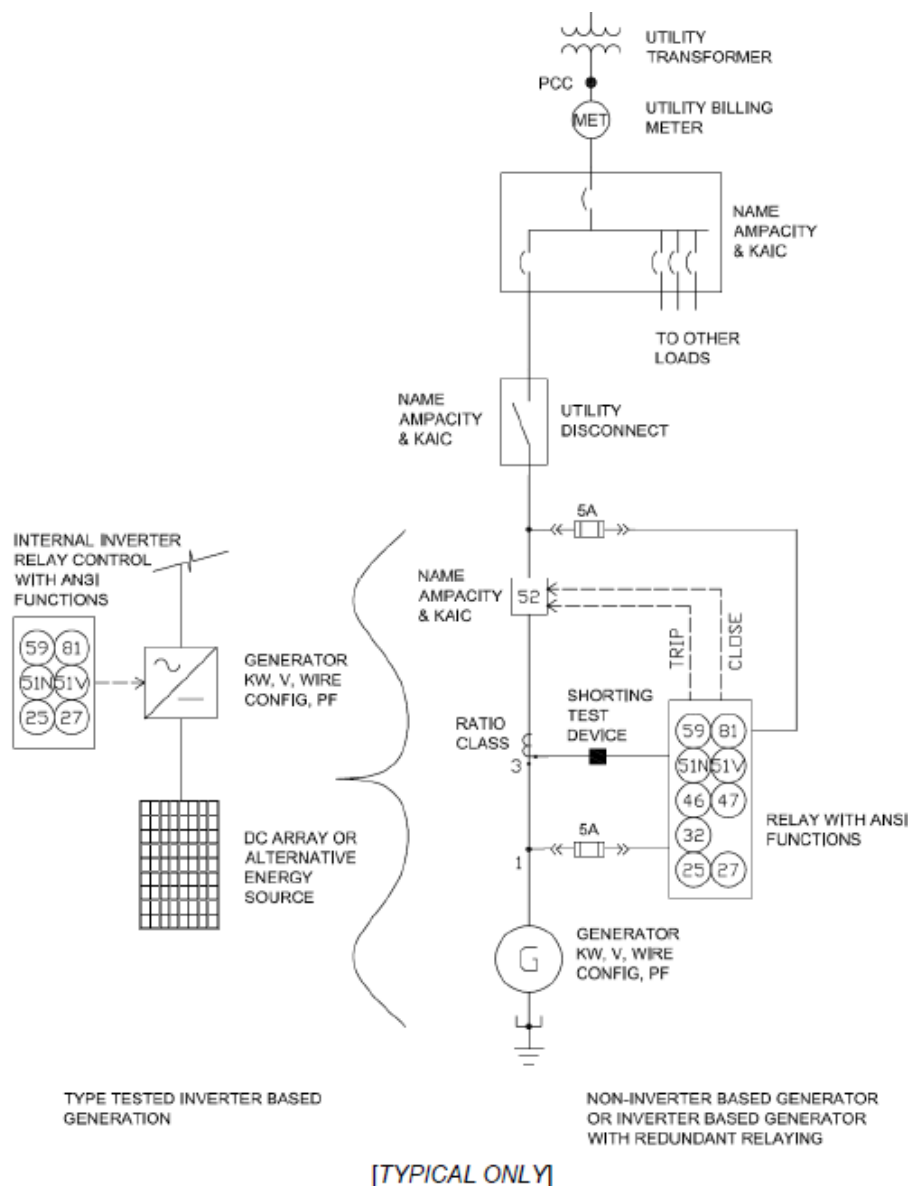 UTILITY
TRANSFORMER
PCC
UTILITY BILLING
METER
MET
NAME
AMPACITY
& KAIC
TO OTHER
LOADS
NAME
AMPACITY
& KAIC
UTILITY
DISCONNECT
5A
INTERNAL INVERTER
RELAY CONTROL
WITH ANSI
FUNCTIONS
59 81
51N 51V
25 27
GENERATOR
KW, V, WIRE
CONFIG, PF
DC ARRAY OR
ALTERNATIVE
ENERGY
SOURCE
NAME
AMPACITY
& KAIC
52
TRIP
CLOSE
RATIO
CLASS
3
SHORTING
TEST
DEVICE
59 81
51N 51V
46 47
32
25 27
RELAY WITH ANSI
FUNCTIONS
5A
1
G
GENERATOR
KW, V, WIRE
CONFIG, PF
TYPE TESTED INVERTER BASED
GENERATION
NON-INVERTER BASED GENERATOR
OR INVERTER BASED GENERATOR
WITH REDUNDANT RELAYING
[TYPICAL ONLY]